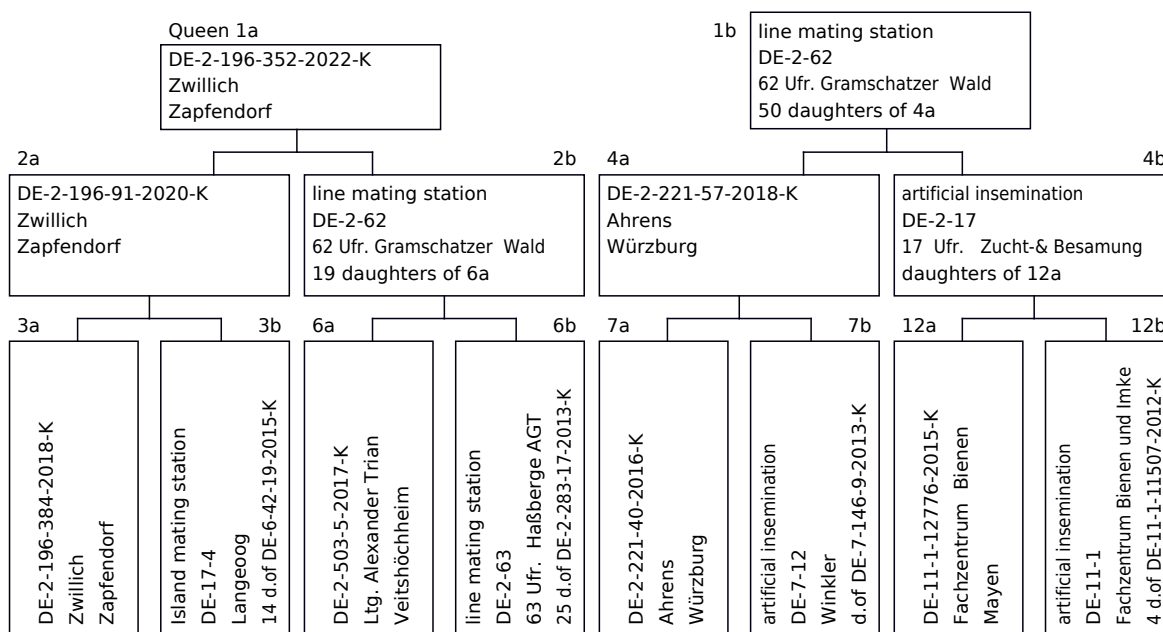 Queen 1a
DE-2-196-352-2022-K
Zwillich
Zapfendorf
1b
line mating station
DE-2-62
62 Ufr. Gramschatzer Wald
50 daughters of 4a
2a
DE-2-196-91-2020-K
Zwillich
Zapfendorf
2b
line mating station
DE-2-62
62 Ufr. Gramschatzer Wald
19 daughters of 6a
4a
DE-2-221-57-2018-K
Ahrens
Würzburg
4b
artificial insemination
DE-2-17
17 Ufr. Zucht-& Besamung
daughters of 12a
3a
DE-2-196-384-2018-K
Zwillich
Zapfendorf
3b
Island mating station
DE-17-4
Langeoog
14 d.of DE-6-42-19-2015-K
6a
DE-2-503-5-2017-K
Ltg. Alexander Trian
Veitshöchheim
6b
line mating station
DE-2-63
63 Ufr. Haßberge AGT
25 d.of DE-2-283-17-2013-K
7a
DE-2-221-40-2016-K
Ahrens
Würzburg
7b
artificial insemination
DE-7-12
Winkler
d.of DE-7-146-9-2013-K
12a
DE-11-1-12776-2015-K
Fachzentrum Bienen
Mayen
12b
artificial insemination
DE-11-1
Fachzentrum Bienen und Imke
4 d.of DE-11-1-11507-2012-K